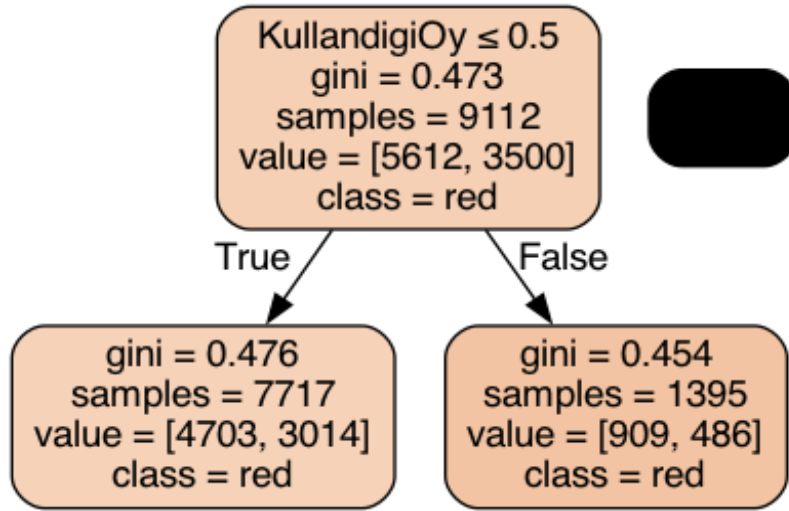 KullandigiOy ≤ 0.5
gini = 0.473
samples = 9112
value = [5612, 3500]
class = red
True
False
gini = 0.476
samples = 7717
value = [4703, 3014]
class = red
gini = 0.454
samples = 1395
value = [909, 486]
class = red